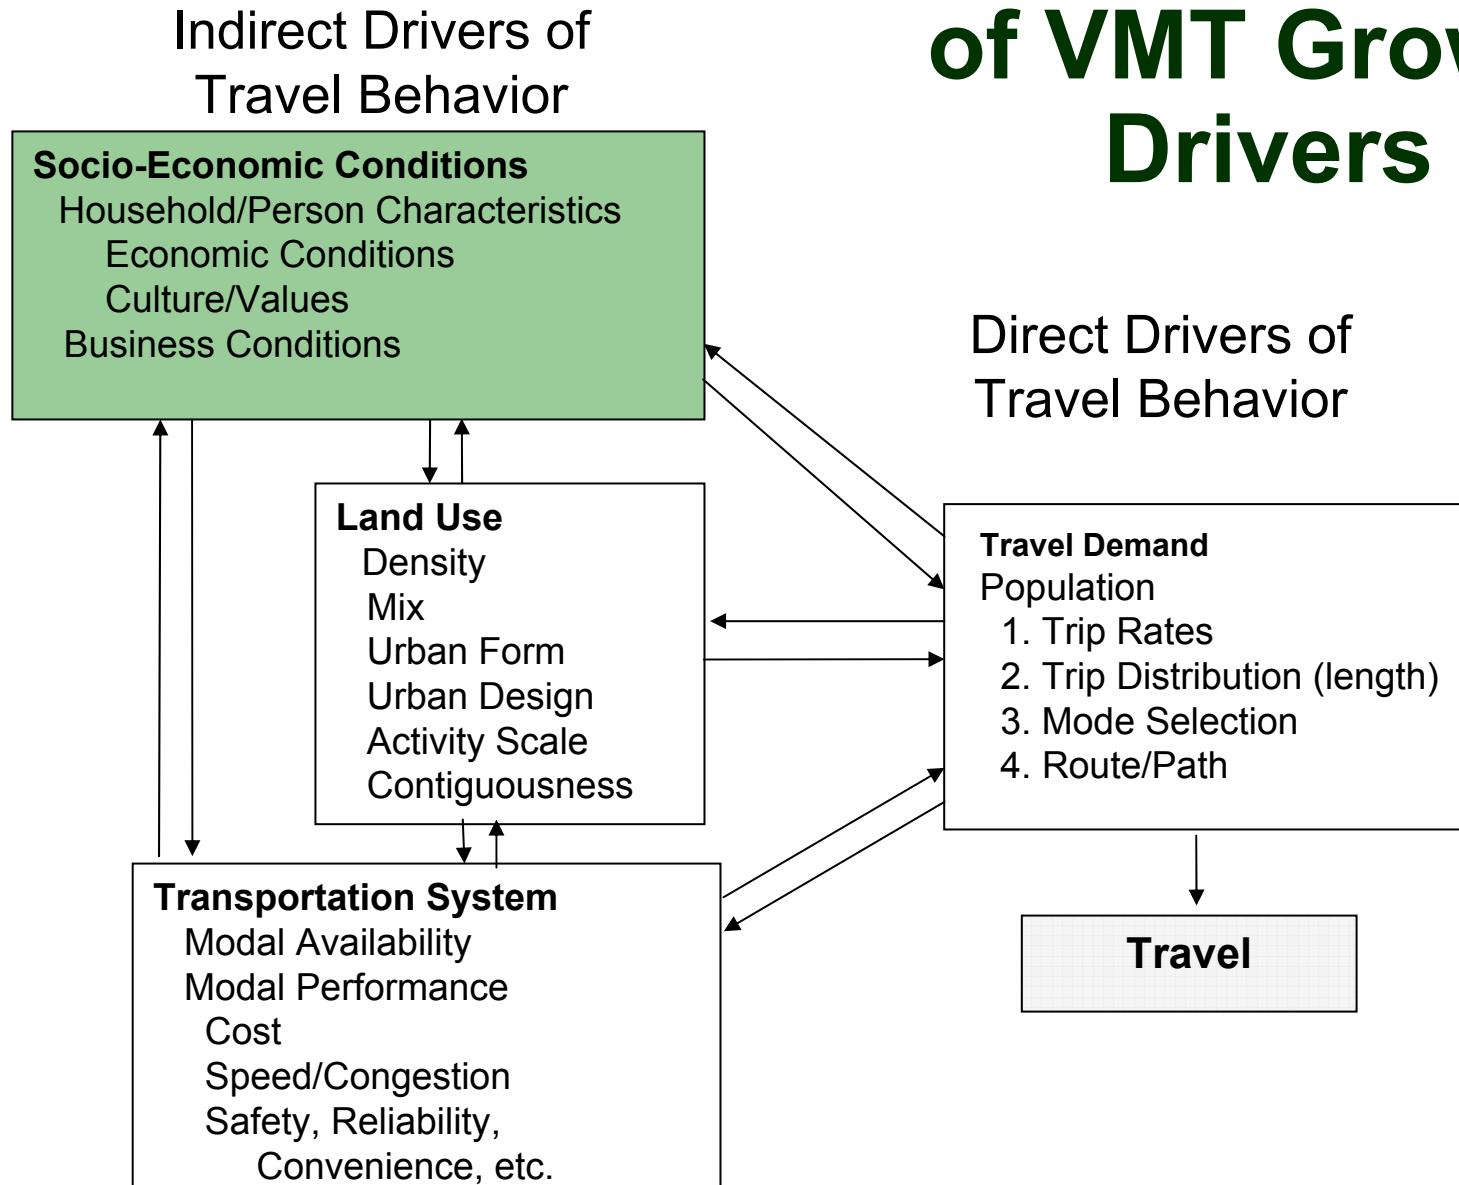 Indirect Drivers of
Travel Behavior
of VMT Grow
Drivers
Socio-Economic Conditions
Household/Person Characteristics
Economic Conditions
Culture/Values
Business Conditions
Direct Drivers of
Travel Behavior
Land Use
Density
Mix
Urban Form
Urban Design
Activity Scale
Contiguousness
Travel Demand
Population
1. Trip Rates
2. Trip Distribution (length)
3. Mode Selection
4. Route/Path
Transportation System
Modal Availability
Modal Performance
Cost
Speed/Congestion
Safety, Reliability,
Convenience, etc.
Travel